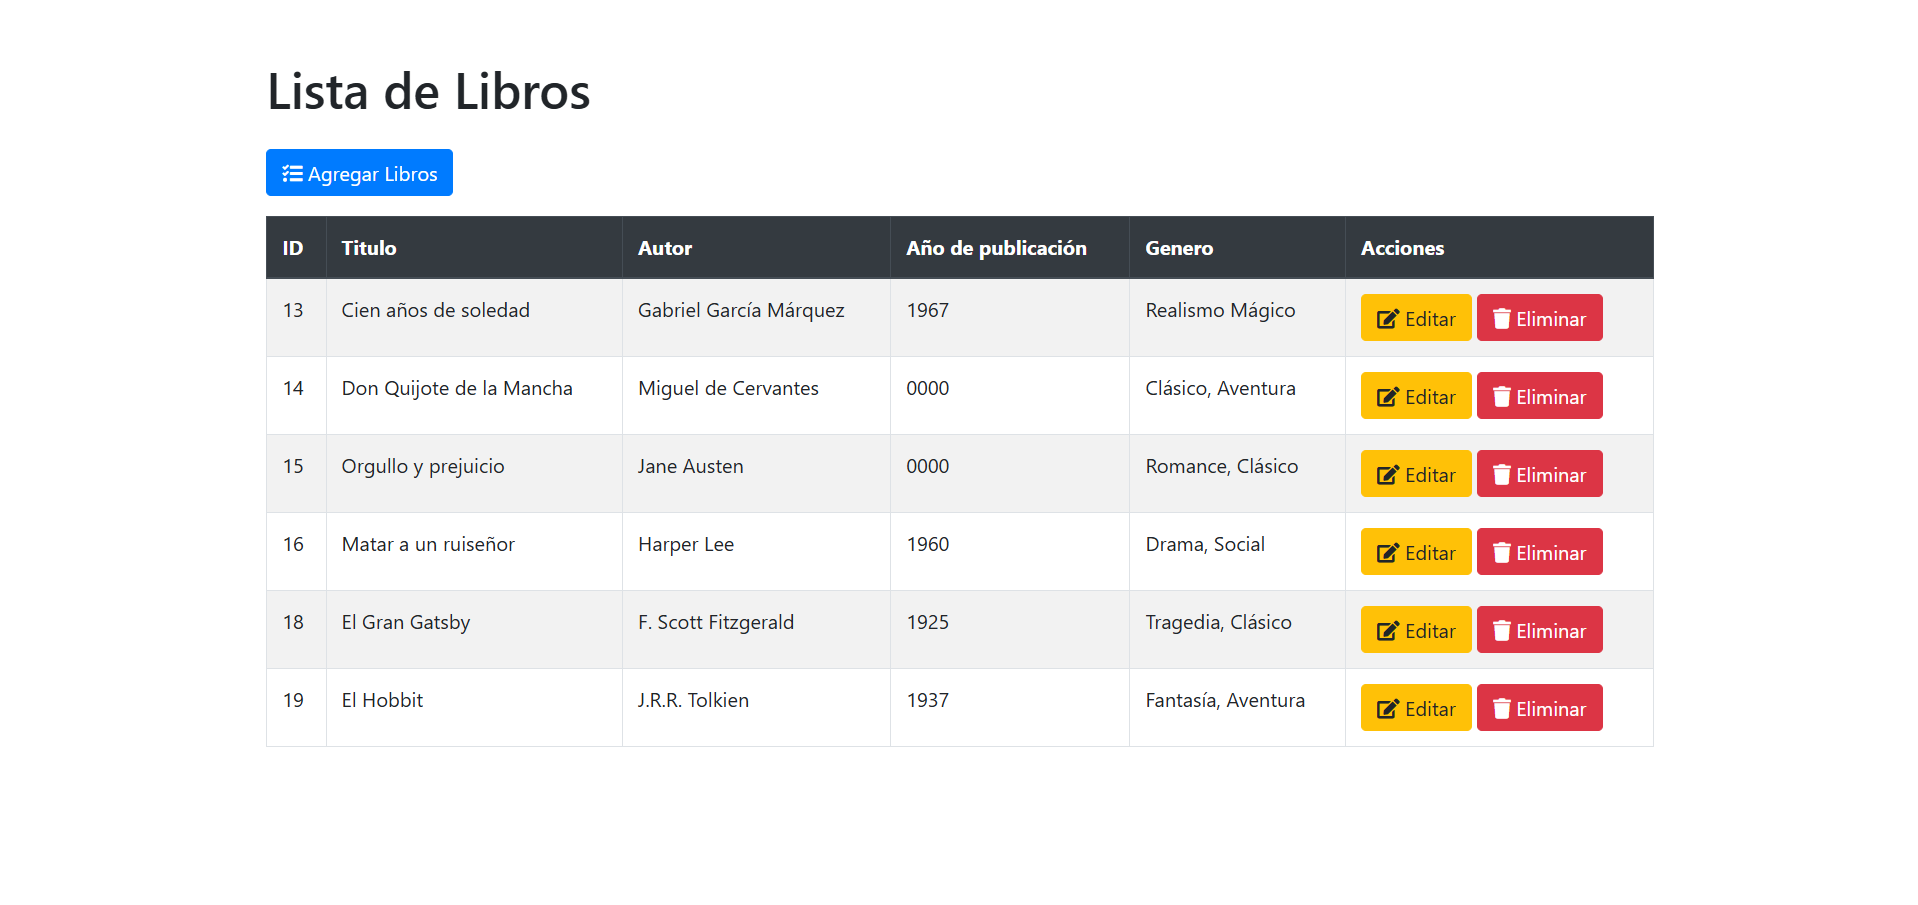 Lista de Libros
Agregar Libros
ID Titulo Autor Año de publicación Genero Acciones
13 Cien años de soledad Gabriel García Márquez 1967 Realismo Mágico Editar Eliminar
14 Don Quijote de la Mancha Miguel de Cervantes 0000 Clásico, Aventura Editar Eliminar
15 Orgullo y prejuicio Jane Austen 0000 Romance, Clásico Editar Eliminar
16 Matar a un ruiseñor Harper Lee 1960 Drama, Social Editar Eliminar
18 El Gran Gatsby F. Scott Fitzgerald 1925 Tragedia, Clásico Editar Eliminar
19 El Hobbit J.R.R. Tolkien 1937 Fantasía, Aventura Editar Eliminar